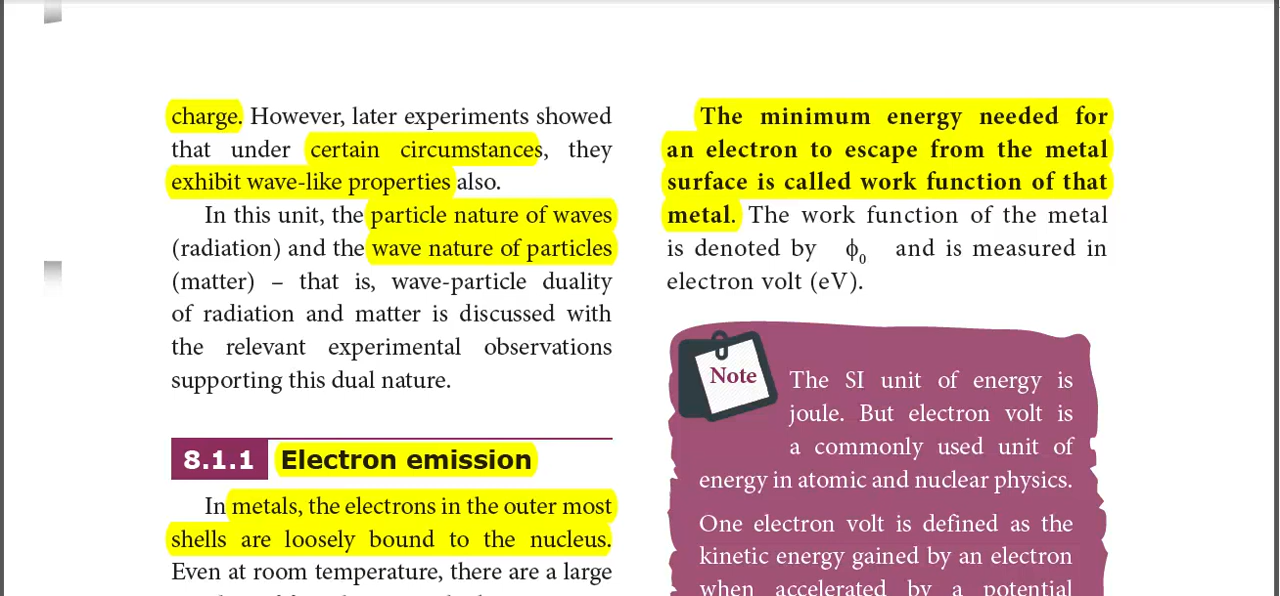 charge. However, later experiments showed
that under certain circumstances, they
exhibit wave-like properties also.
In this unit, the particle nature of waves
(radiation) and the wave nature of particles
(matter) – that is, wave-particle duality
of radiation and matter is discussed with
the relevant experimental observations
supporting this dual nature.
8.1.1 Electron emission
In metals, the electrons in the outer most
shells are loosely bound to the nucleus.
Even at room temperature, there are a large
The minimum energy needed for
an electron to escape from the metal
surface is called work function of that
metal. The work function of the metal
is denoted by ϕ₀ and is measured in
electron volt (eV).
Note
The SI unit of energy is
joule. But electron volt is
a commonly used unit of
energy in atomic and nuclear physics.
One electron volt is defined as the
kinetic energy gained by an electron
when accelerated by a potential